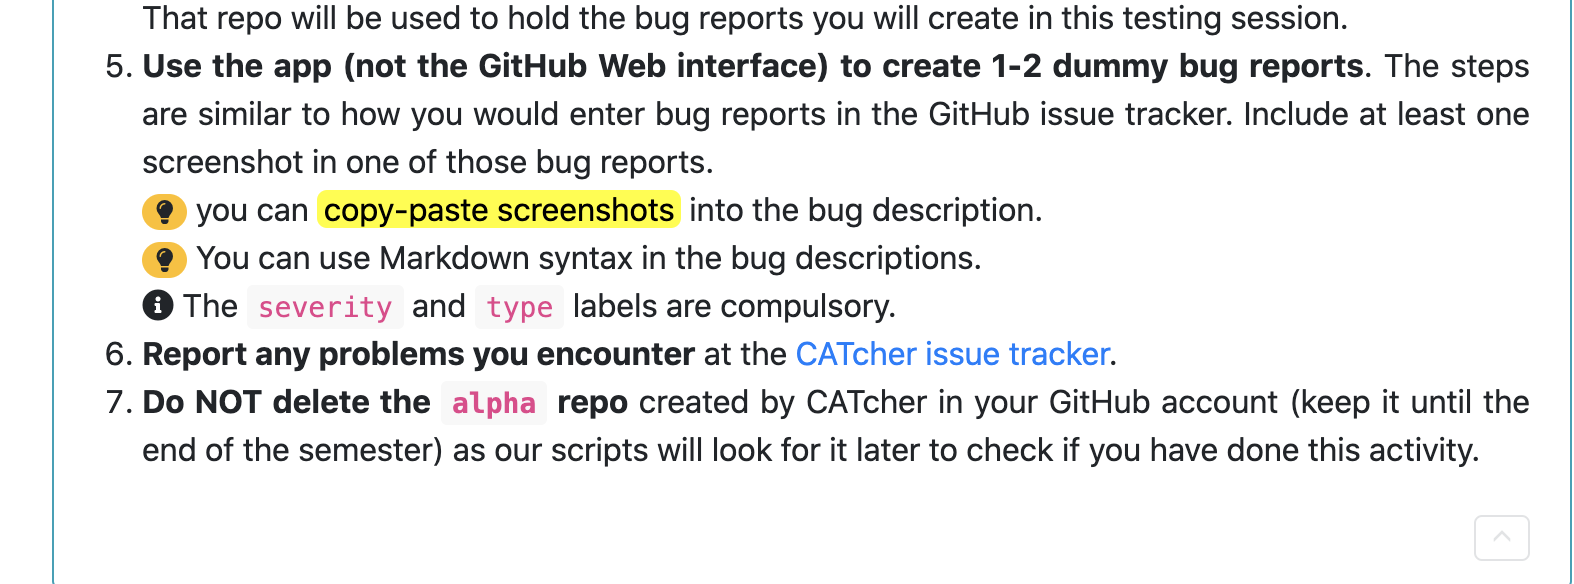 That repo will be used to hold the bug reports you will create in this testing session.
5. Use the app (not the GitHub Web interface) to create 1-2 dummy bug reports. The steps
are similar to how you would enter bug reports in the GitHub issue tracker. Include at least one
screenshot in one of those bug reports.
you can copy-paste screenshots into the bug description.
You can use Markdown syntax in the bug descriptions.
The severity and type labels are compulsory.
6. Report any problems you encounter at the CATcher issue tracker.
7. Do NOT delete the alpha repo created by CATcher in your GitHub account (keep it until the
end of the semester) as our scripts will look for it later to check if you have done this activity.